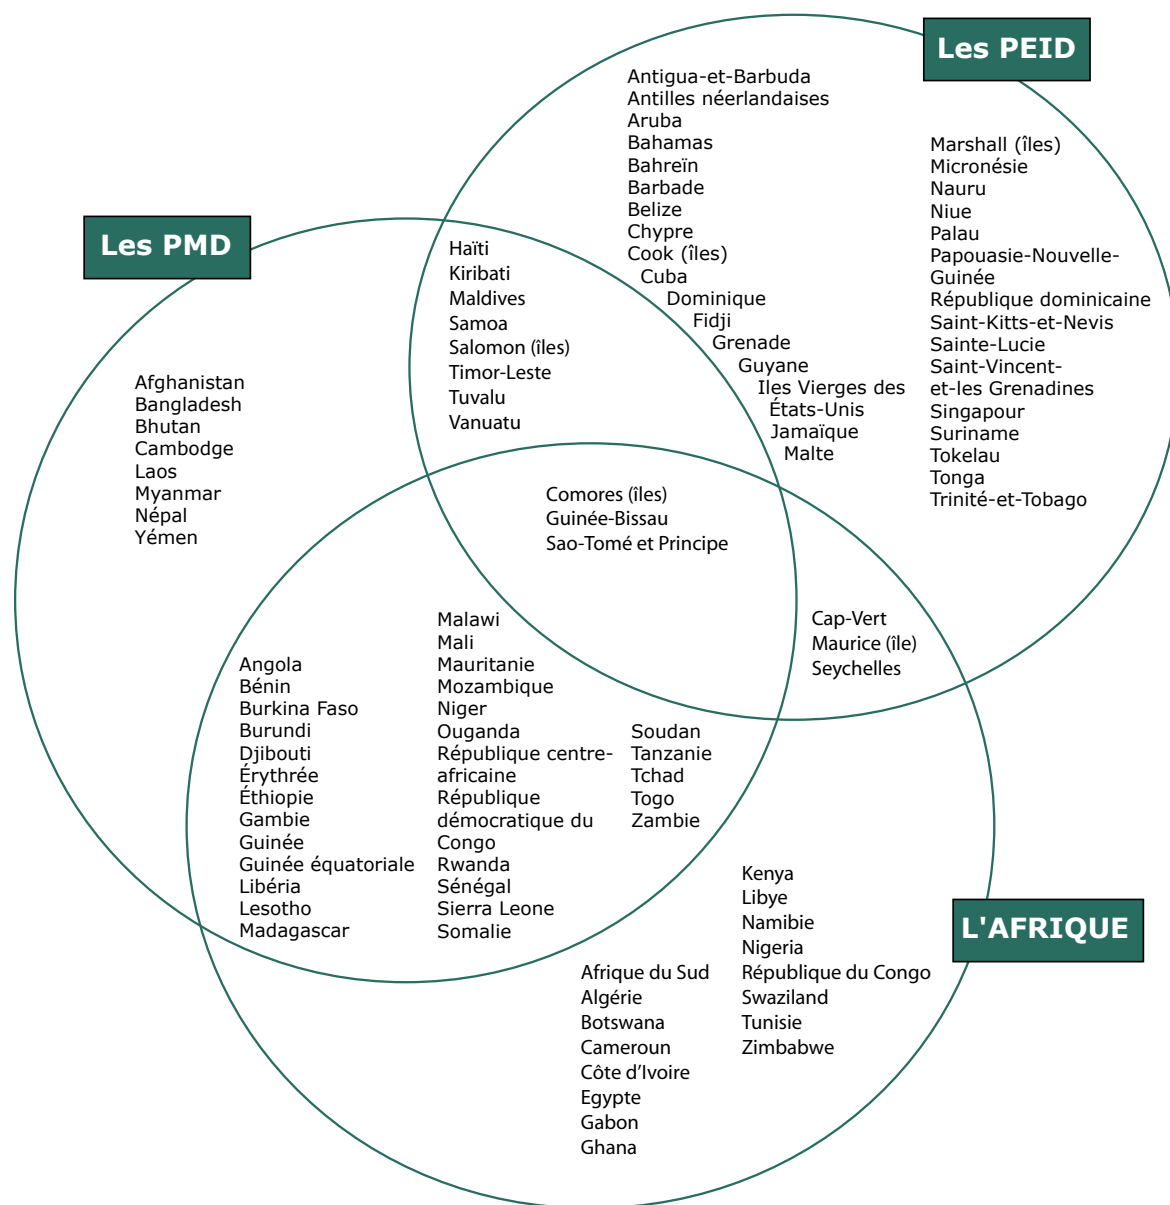 Les PEID
Antigua-et-Barbuda
Antilles néerlandaises
Aruba
Bahamas
Bahreïn
Barbade
Belize
Chypre
Cook (îles)
Cuba
Dominique
Fidji
Grenade
Guyane
Iles Vierges des
États-Unis
Jamaïque
Malte
Marshall (îles)
Micronésie
Nauru
Niue
Palau
Papouasie-Nouvelle-
Guinée
République dominicaine
Saint-Kitts-et-Nevis
Sainte-Lucie
Saint-Vincent-
et-les Grenadines
Singapour
Suriname
Tokelau
Tonga
Trinité-et-Tobago
Les PMD
Haïti
Kiribati
Maldives
Samoa
Salomon (îles)
Timor-Leste
Tuvalu
Vanuatu
Afghanistan
Bangladesh
Bhutan
Cambodge
Laos
Myanmar
Népal
Yémen
Comores (îles)
Guinée-Bissau
Sao-Tomé et Principe
Cap-Vert
Maurice (île)
Seychelles
Angola
Bénin
Burkina Faso
Burundi
Djibouti
Érythrée
Éthiopie
Gambie
Guinée
Guinée équatoriale
Libéria
Lesotho
Madagascar
Malawi
Mali
Mauritanie
Mozambique
Niger
Ouganda
République centre-
africaine
République
démocratique du
Congo
Rwanda
Sénégal
Sierra Leone
Somalie
Soudan
Tanzanie
Tchad
Togo
Zambie
L'AFRIQUE
Afrique du Sud
Algérie
Botswana
Cameroun
Côte d’Ivoire
Egypte
Gabon
Ghana
Kenya
Libye
Namibie
Nigeria
République du Congo
Swaziland
Tunisie
Zimbabwe